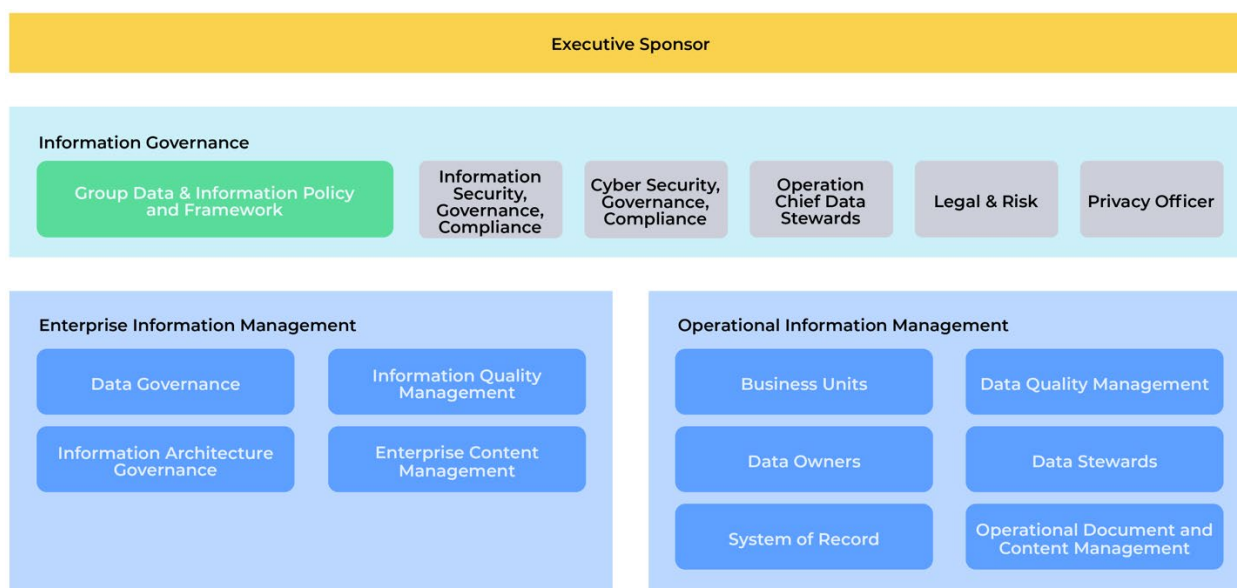 Executive Sponsor
Information Governance
Group Data & Information Policy
and Framework
Information
Security,
Governance,
Compliance
Cyber Security,
Governance,
Compliance
Operation
Chief Data
Stewards
Legal & Risk
Privacy Officer
Enterprise Information Management
Data Governance
Information Quality
Management
Information Architecture
Governance
Enterprise Content
Management
Operational Information Management
Business Units
Data Quality Management
Data Owners
Data Stewards
System of Record
Operational Document and
Content Management